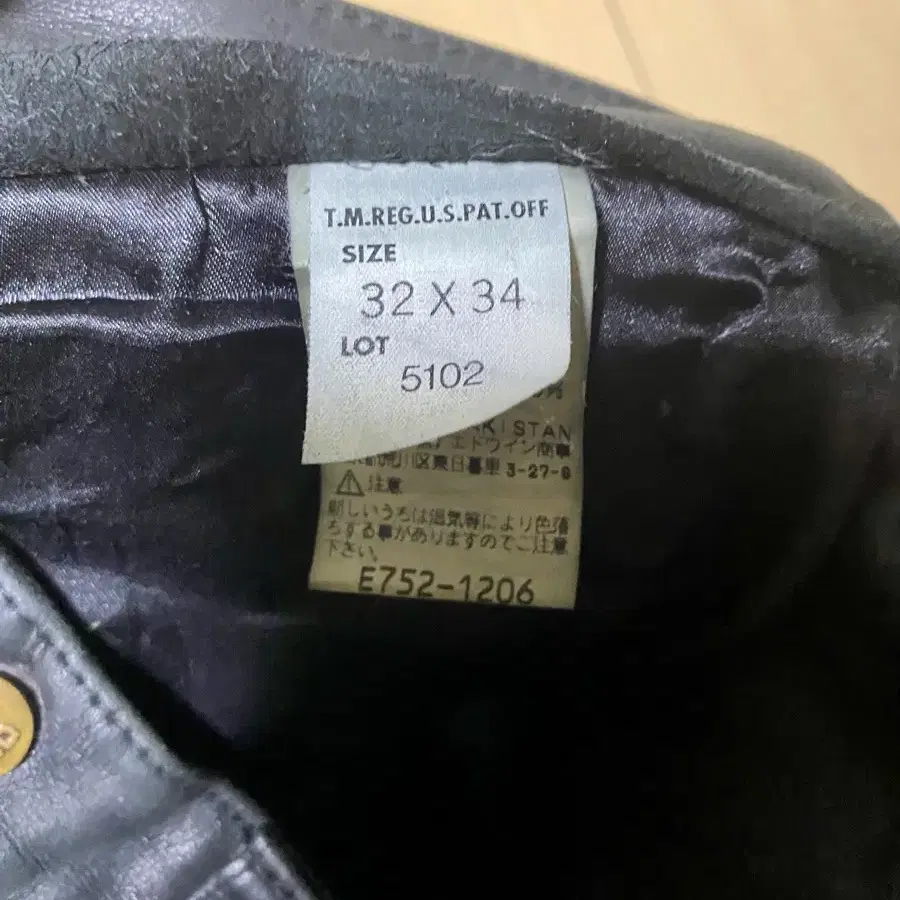 T.M.REG.U.S.PAT.OFF
SIZE
32 X 34
LOT
5102
KISTAN
エドウイン商事
川区東日暮里 3-27-6
⚠注意
新しいうちは湿気等により色落
ちする事がありますのでご注意
下さい。
E752-1206